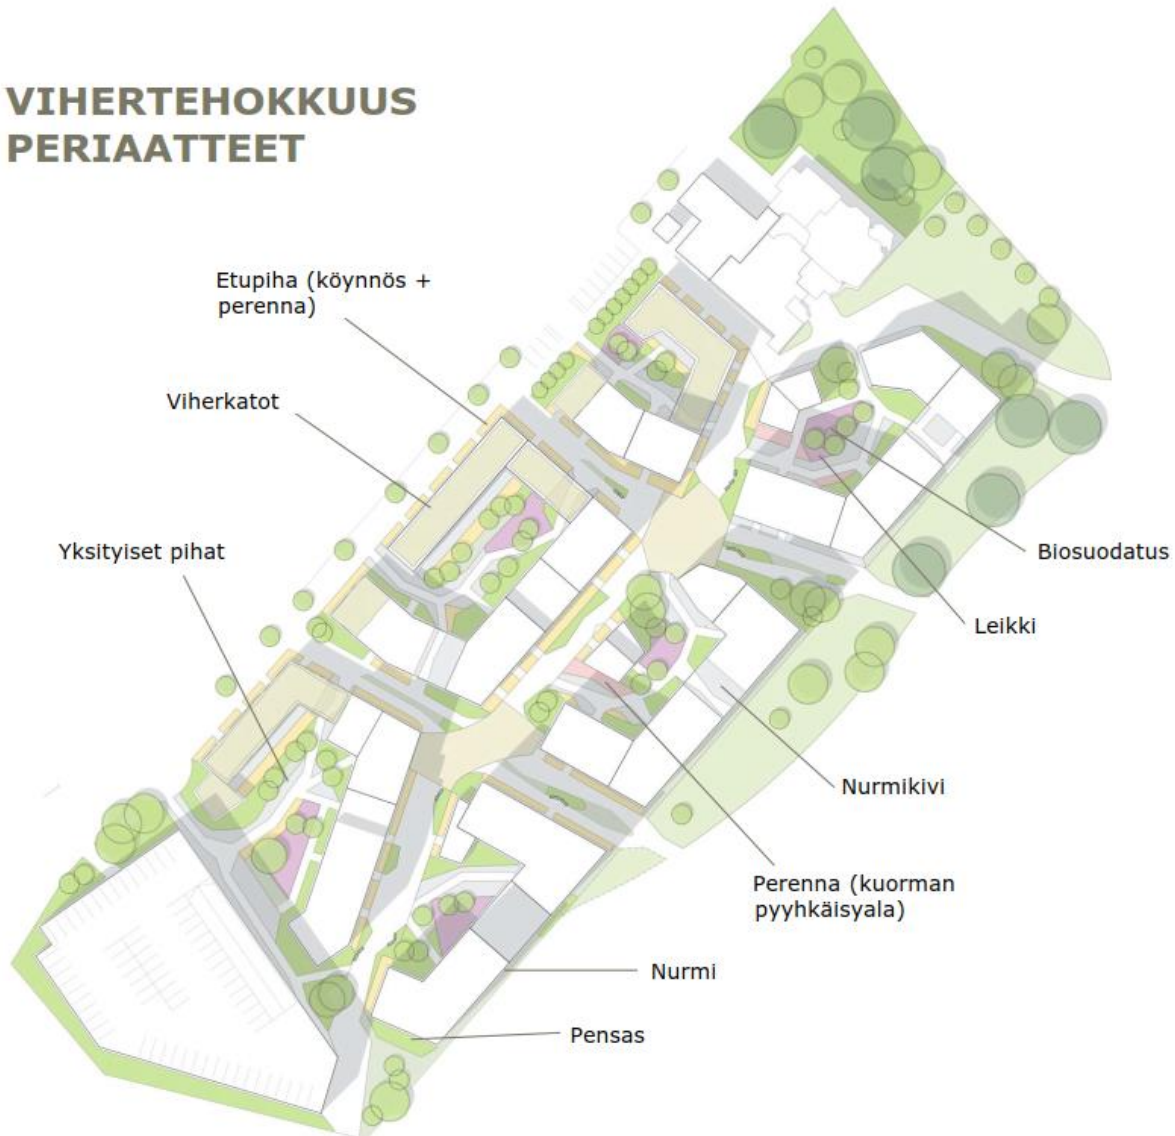 VIHERTEHOKKUUS
PERIAATTEET
Etupiha (köynnös +
perenna)
Viherkatot
Yksityiset pihat
Biosuodatus
Leikki
Nurmikivi
Perenna (kuorman
pyyhkäisyala)
Nurmi
Pensas